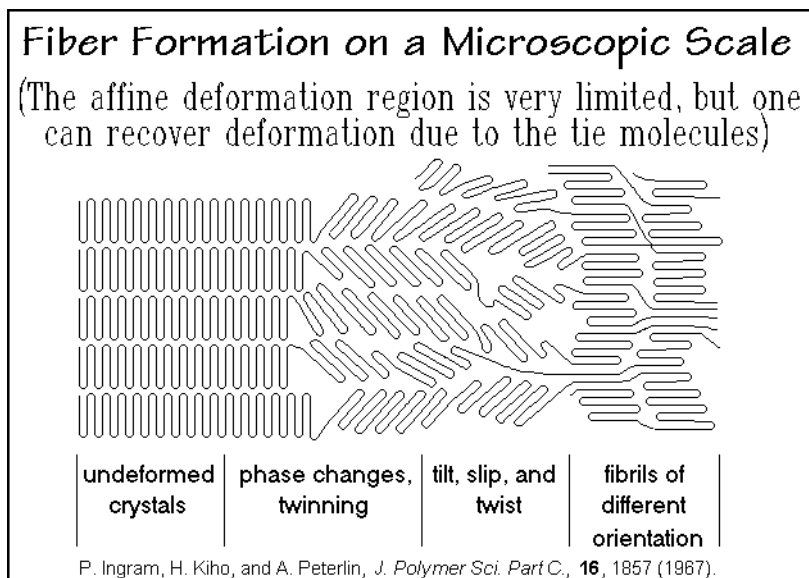 Fiber Formation on a Microscopic Scale
(The affine deformation region is very limited, but one
can recover deformation due to the tie molecules)
undeformed
crystals
phase changes,
twinning
tilt, slip, and
twist
fibrils of
different
orientation
P. Ingram, H. Kiho, and A. Peterlin, J. Polymer Sci. Part C., 16, 1857 (1967).